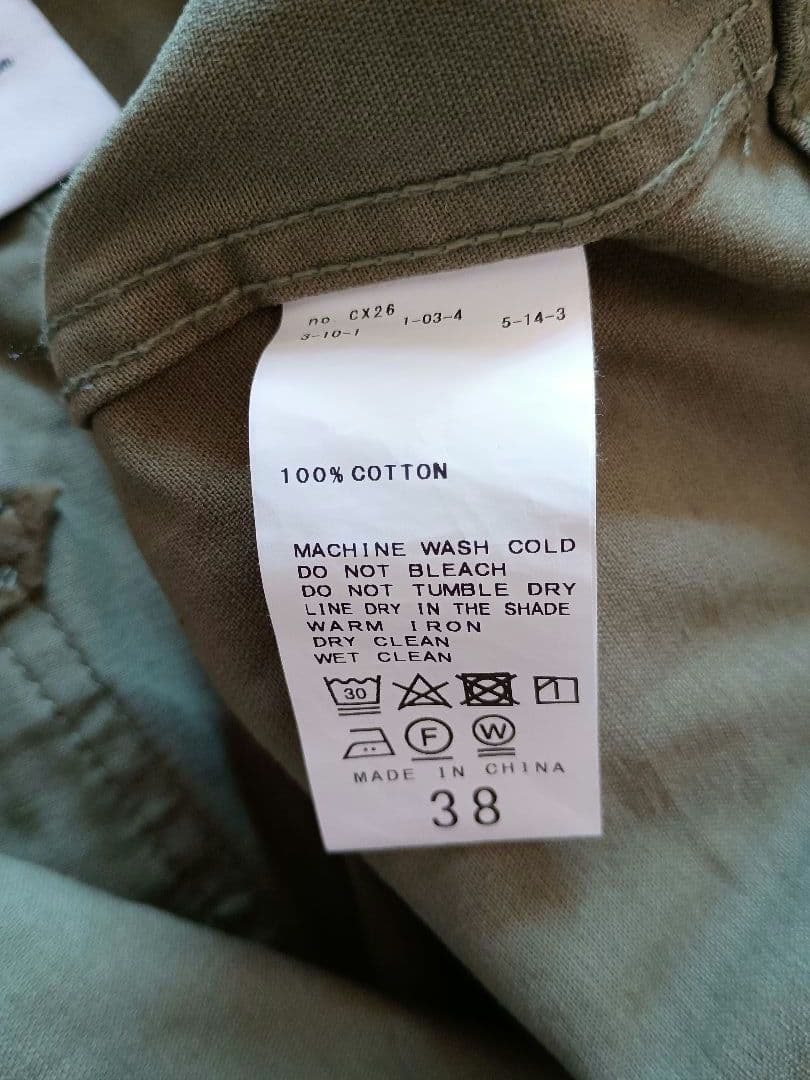 no. CX26 1-03-4 5-14-3
3-10-1
100% COTTON
MACHINE WASH COLD
DO NOT BLEACH
DO NOT TUMBLE DRY
LINE DRY IN THE SHADE
WARM IRON
DRY CLEAN
WET CLEAN
30
F W
MADE IN CHINA
38